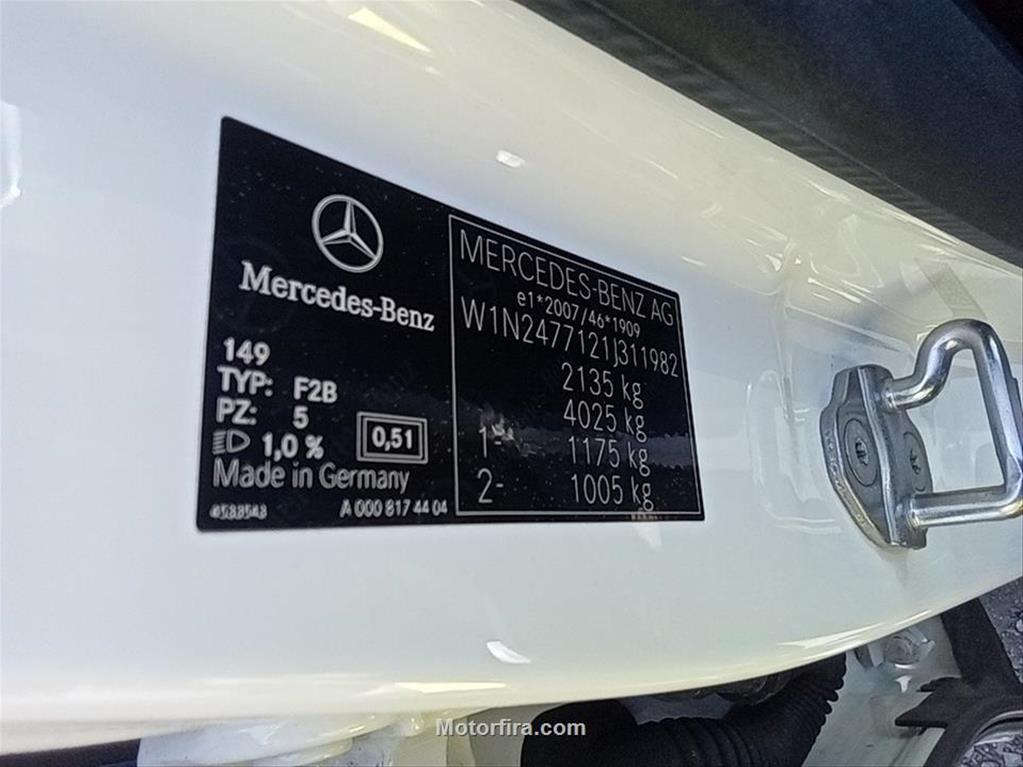 Mercedes-Benz
149
TYP: F2B
PZ: 5
1,0 %
0,51
Made in Germany
4533543
A 000 817 44 04
MERCEDES-BENZ AG
e1*2007/46*1909
W1N2477121J311982
2135 kg
4025 kg
1- 1175 kg
2- 1005 kg
Motorfira.com